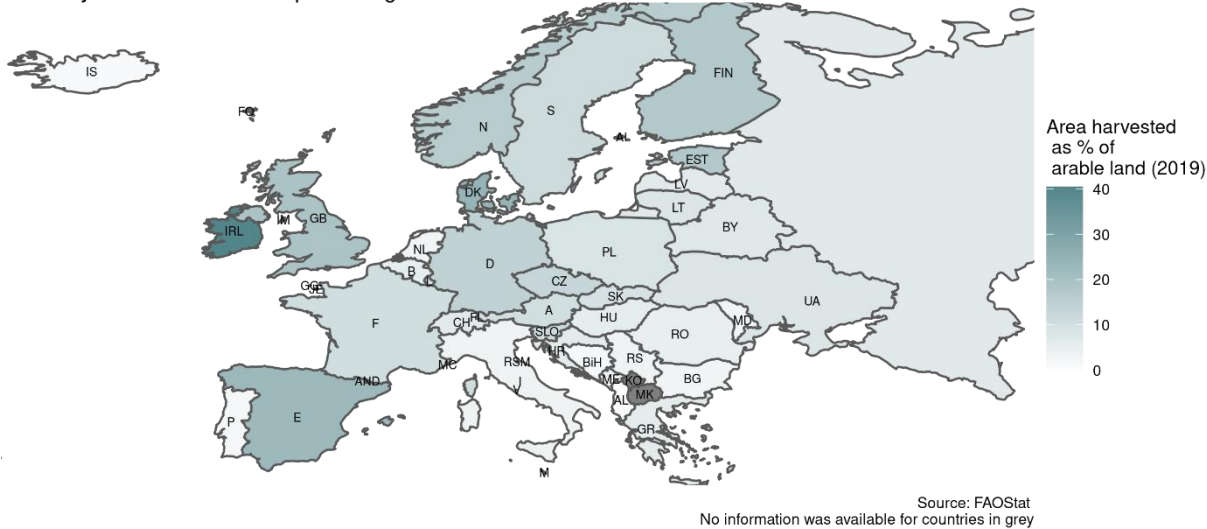 IS
FIN
FO
S
N
AL
EST
DK
LV
LT
IM
GB
IRL
BY
NL
PL
D
B
L
CZ
GG
JE
SK
UA
A
F
HU
FL
CH
MD
SLO
RO
HR
RSM
BiH
RS
MC
ME
KO
BG
AND
V
MK
AL
P
E
GR
M
Area harvested
as % of
arable land (2019)
40
30
20
10
0
Source: FAOStat
No information was available for countries in grey